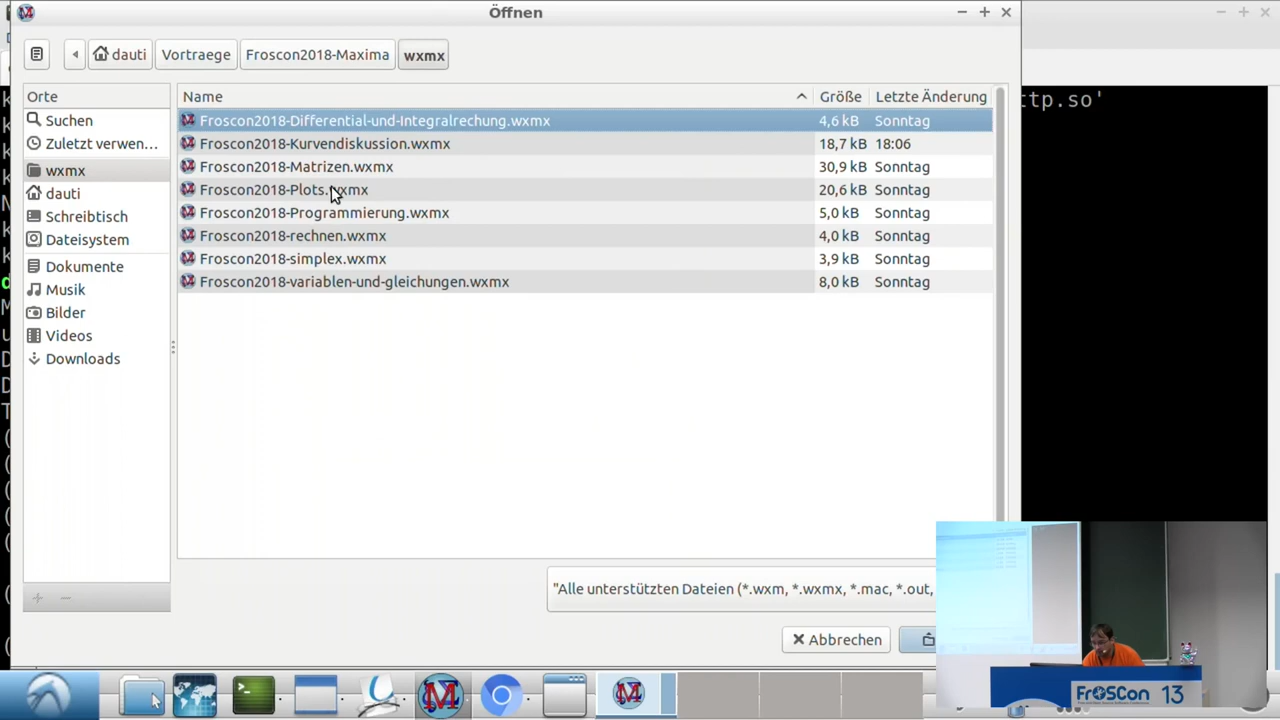 Öffnen
dauti
Vortraege
Froscon2018-Maxima
wxmx
Orte
Name
Größe
Letzte Änderung
Suchen
Zuletzt verwen...
wxmx
dauti
Schreibtisch
Dateisystem
Dokumente
Musik
Bilder
Videos
Downloads
Froscon2018-Differential-und-Integralrechung.wxmx 4,6 kB Sonntag
Froscon2018-Kurvendiskussion.wxmx 18,7 kB 18:06
Froscon2018-Matrizen.wxmx 30,9 kB Sonntag
Froscon2018-Plots.wxmx 20,6 kB Sonntag
Froscon2018-Programmierung.wxmx 5,0 kB Sonntag
Froscon2018-rechnen.wxmx 4,0 kB Sonntag
Froscon2018-simplex.wxmx 3,9 kB Sonntag
Froscon2018-variablen-und-gleichungen.wxmx 8,0 kB Sonntag
ttp.so'
"Alle unterstützten Dateien (*.wxm, *.wxmx, *.mac, *.out,
Abbrechen
FrOSCon 13